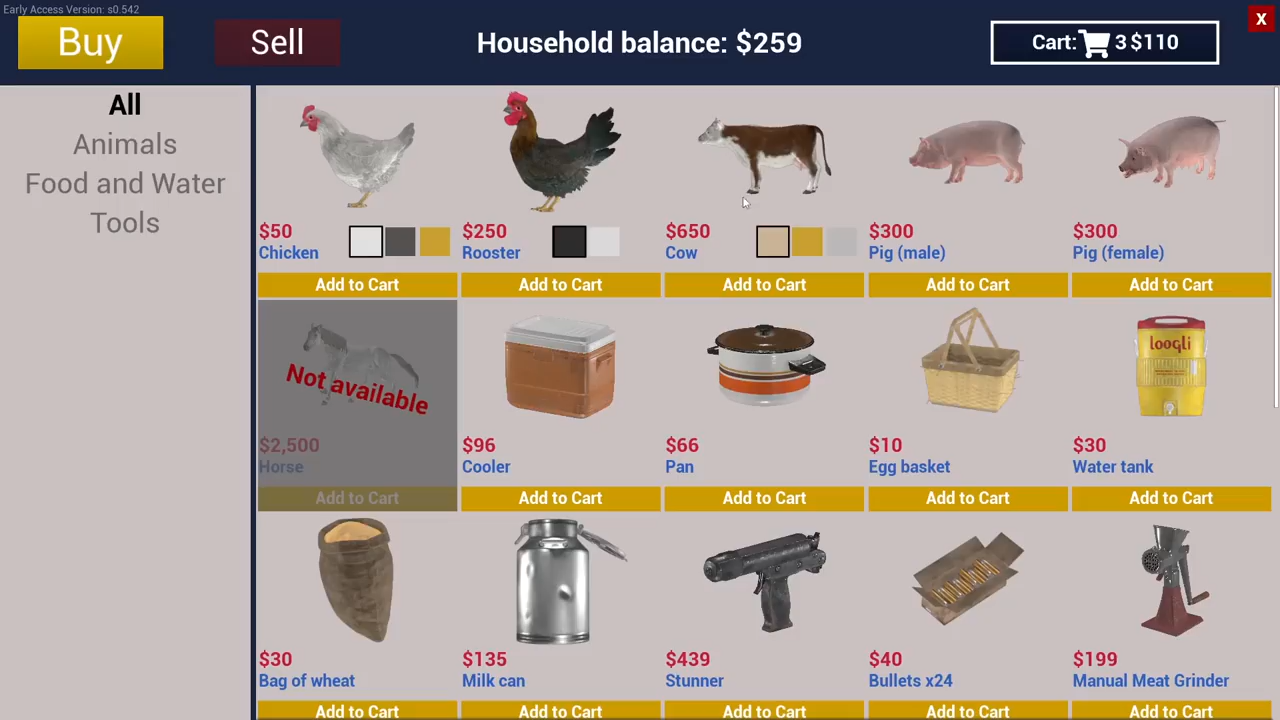 Early Access Version: s0.542
Buy
Sell
Household balance: $259
Cart: 3 $110
X
All
Animals
Food and Water
Tools
$50
Chicken
Add to Cart
$250
Rooster
Add to Cart
$650
Cow
Add to Cart
$300
Pig (male)
Add to Cart
$300
Pig (female)
Add to Cart
Not available
$2,500
Horse
Add to Cart
$96
Cooler
Add to Cart
$66
Pan
Add to Cart
$10
Egg basket
Add to Cart
loogli
$30
Water tank
Add to Cart
$30
Bag of wheat
Add to Cart
$135
Milk can
Add to Cart
$439
Stunner
Add to Cart
$40
Bullets x24
Add to Cart
$199
Manual Meat Grinder
Add to Cart